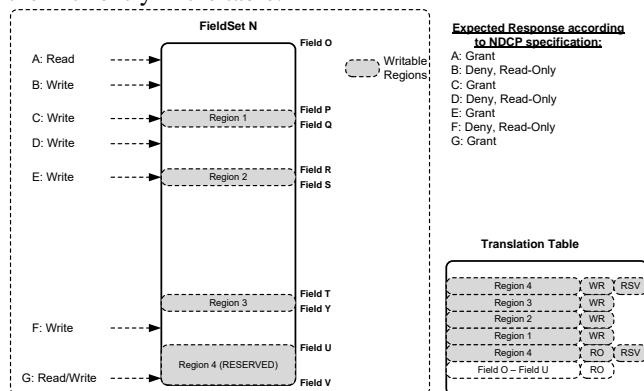 FieldSet N
Field O
A: Read
B: Write
C: Write
D: Write
E: Write
F: Write
G: Read/Write
Region 1
Region 2
Region 3
Region 4 (RESERVED)
Field P
Field Q
Field R
Field S
Field T
Field Y
Field U
Field V
Writable
Regions
Expected Response according
to NDCP specification:
A: Grant
B: Deny, Read-Only
C: Grant
D: Deny, Read-Only
E: Grant
F: Deny, Read-Only
G: Grant
Translation Table
Region 4 WR RSV
Region 3 WR
Region 2 WR
Region 1 WR
Region 4 RO RSV
Field O – Field U RO